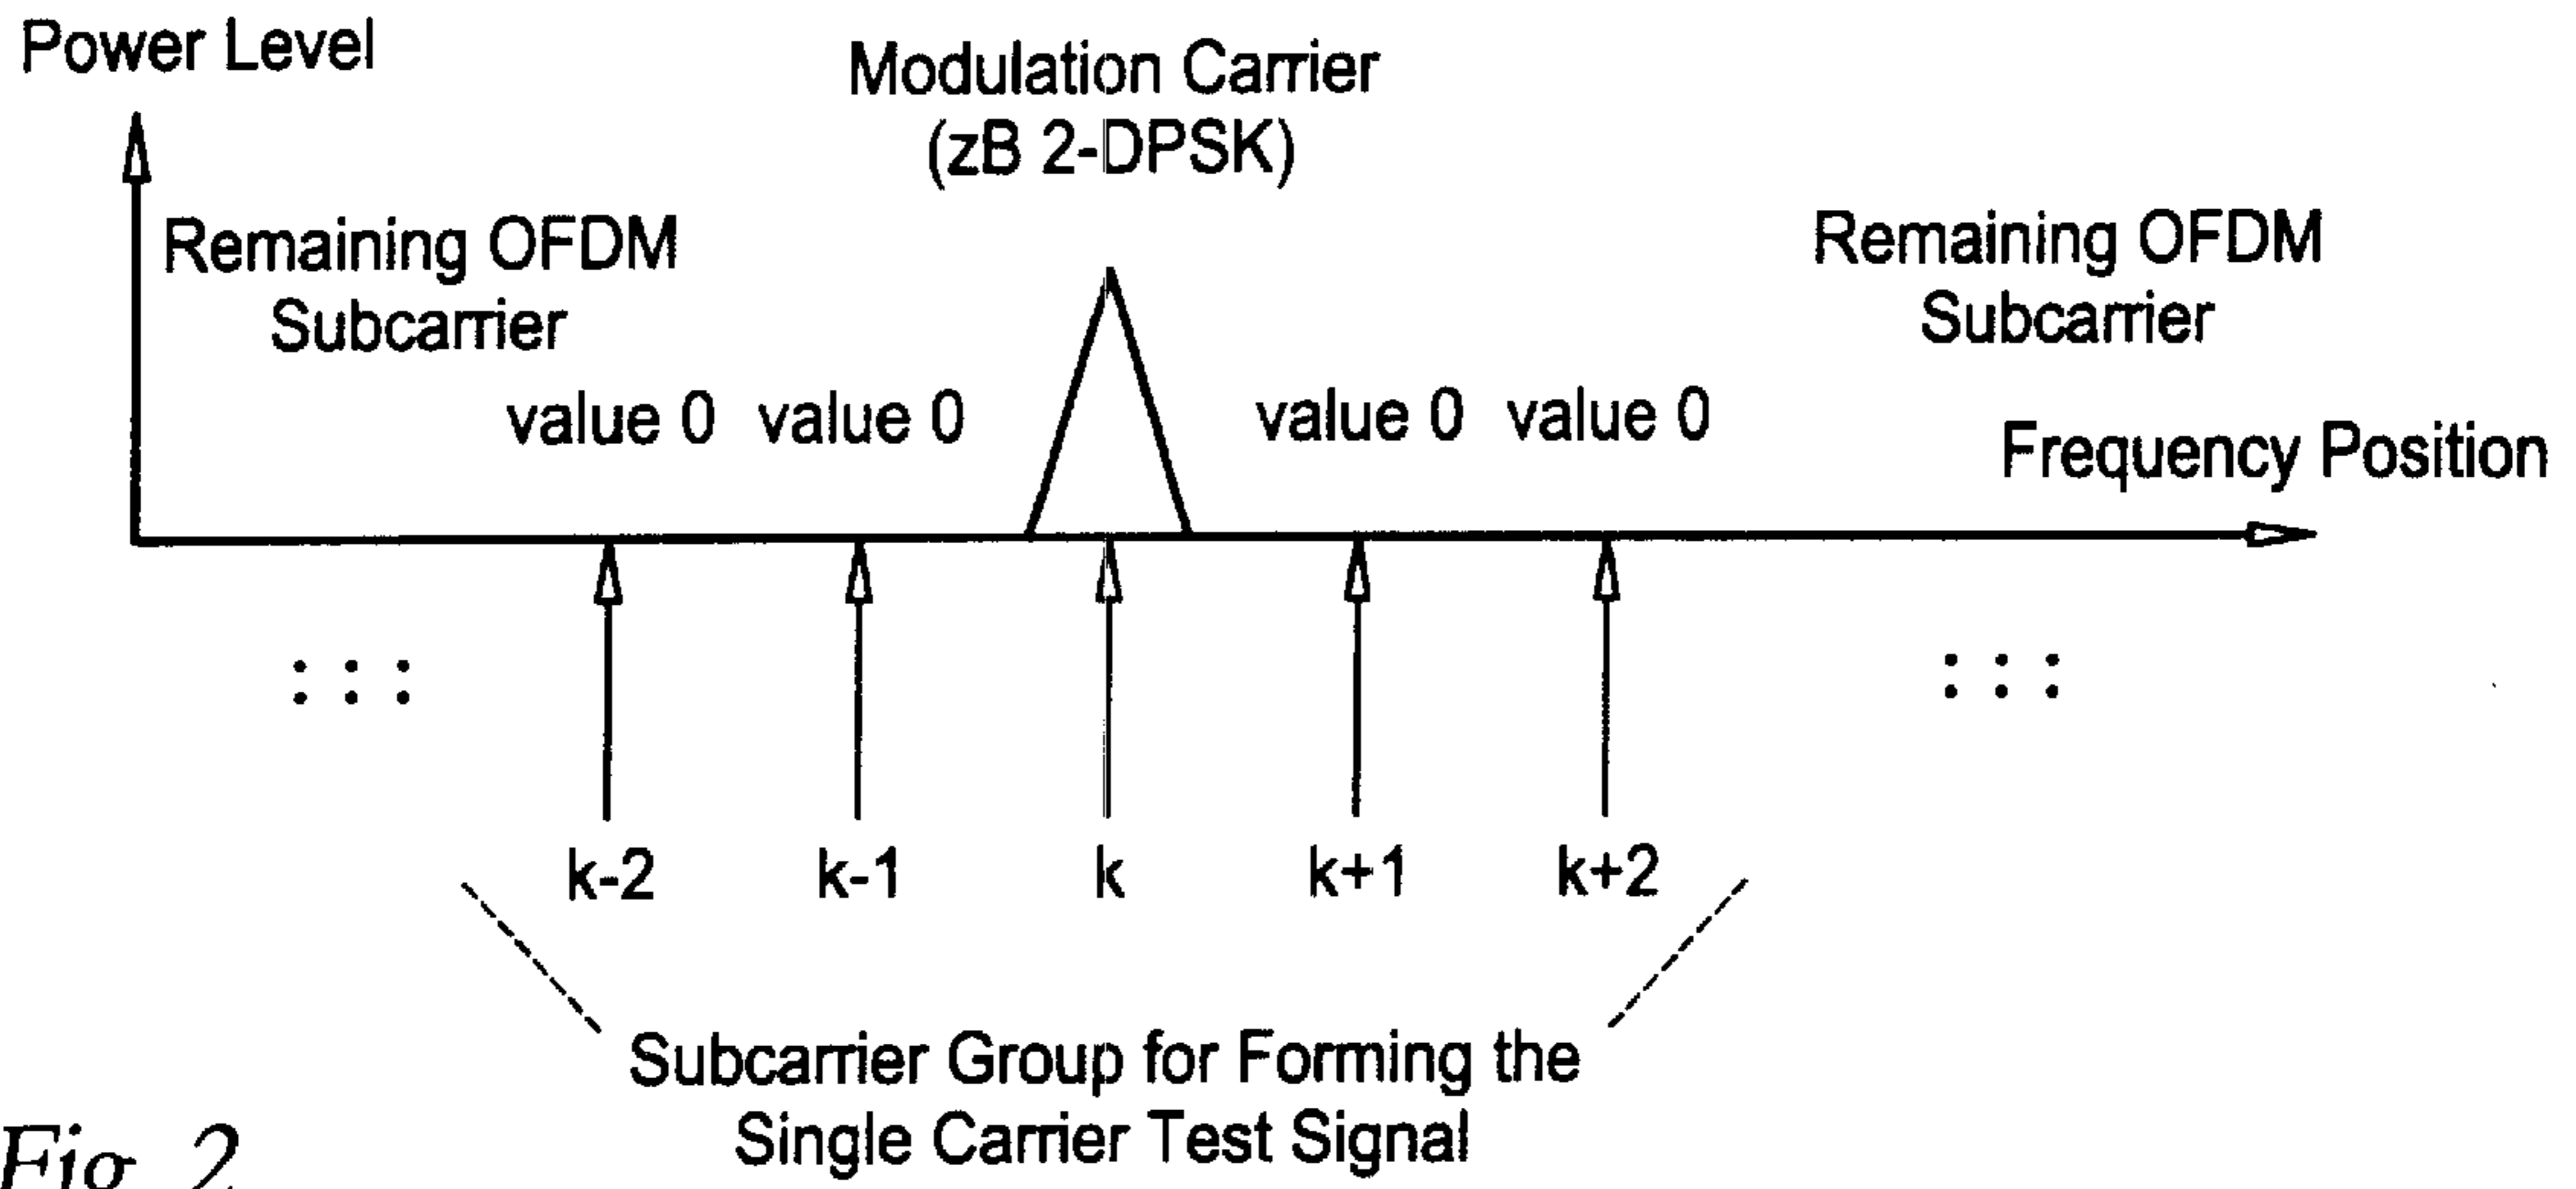 Power Level
Modulation Carrier
(zB 2-DPSK)
Remaining OFDM
Subcarrier
Remaining OFDM
Subcarrier
value 0 value 0 value 0 value 0
Frequency Position
k-2 k-1 k k+1 k+2
Subcarrier Group for Forming the
Single Carrier Test Signal
Fig. 2